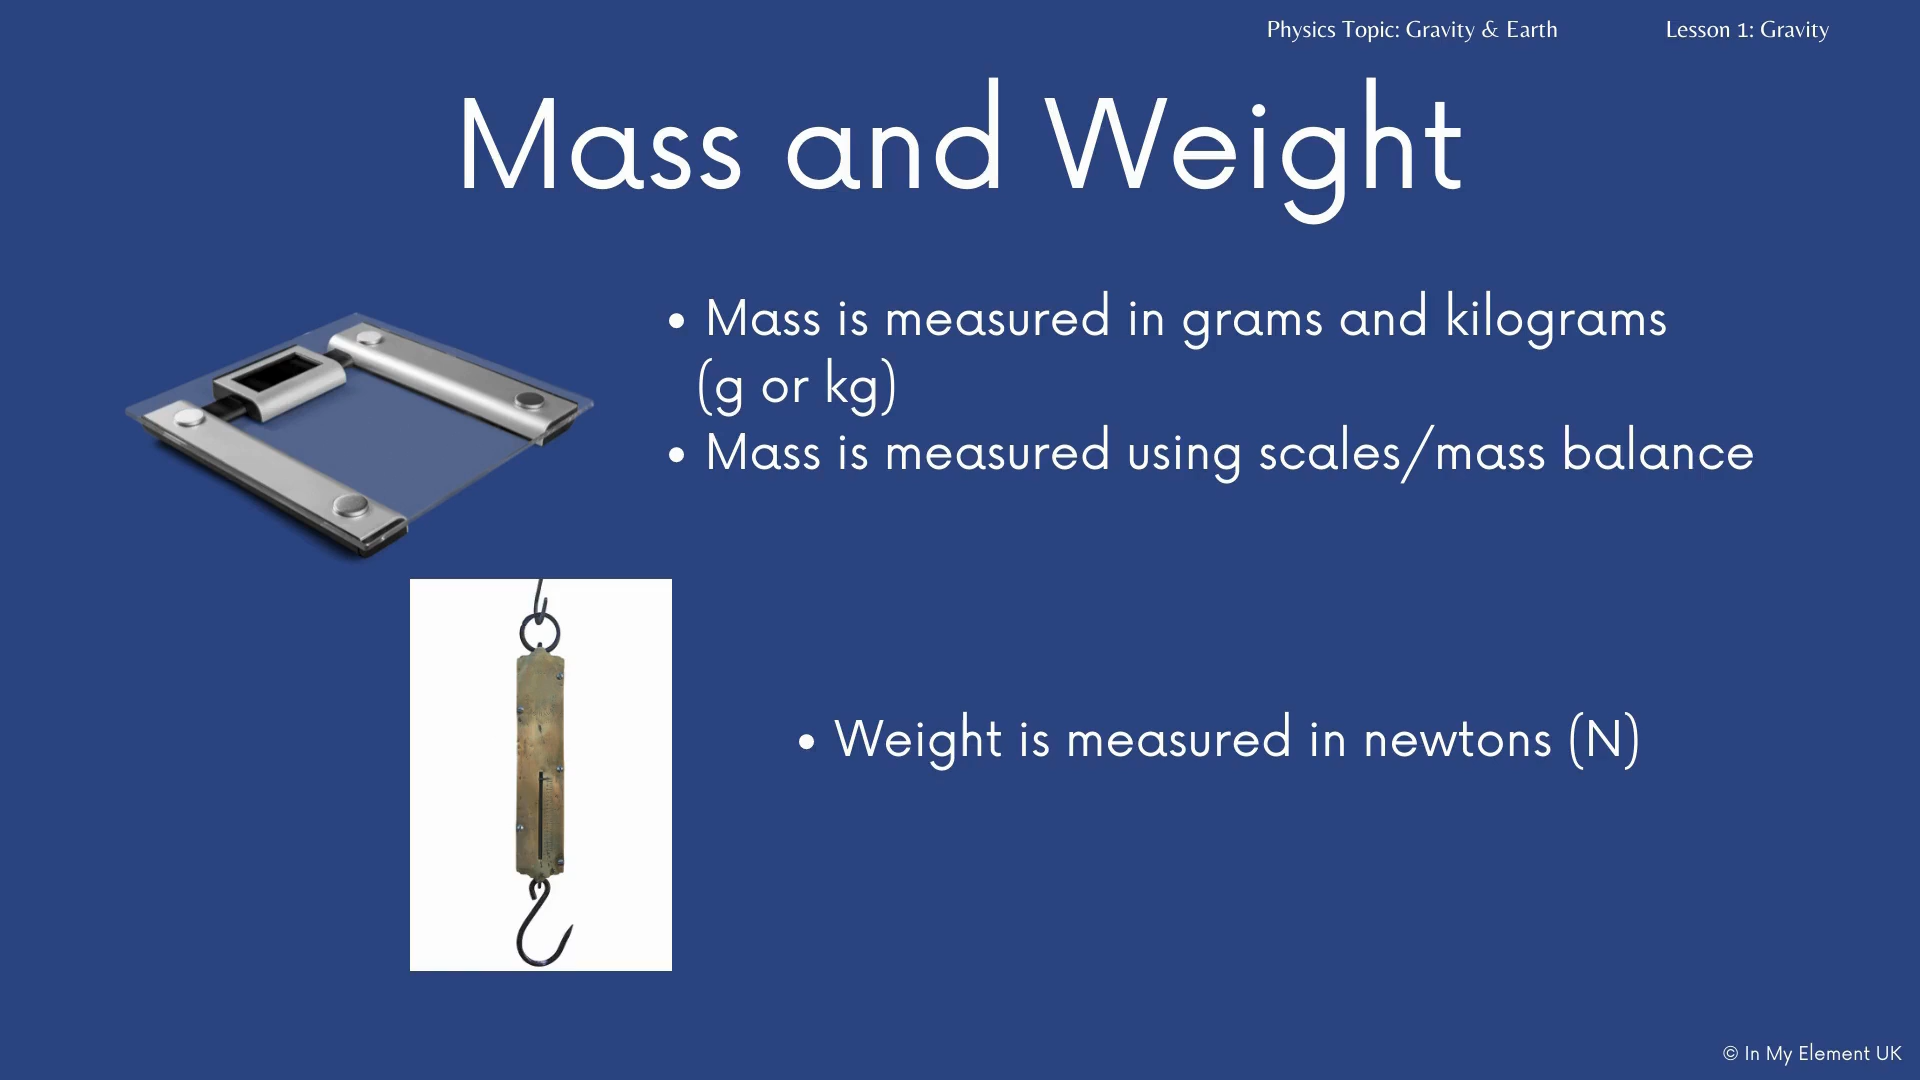 Physics Topic: Gravity & Earth
Lesson 1: Gravity
Mass and Weight
• Mass is measured in grams and kilograms
(g or kg)
• Mass is measured using scales/mass balance
• Weight is measured in newtons (N)
© In My Element UK